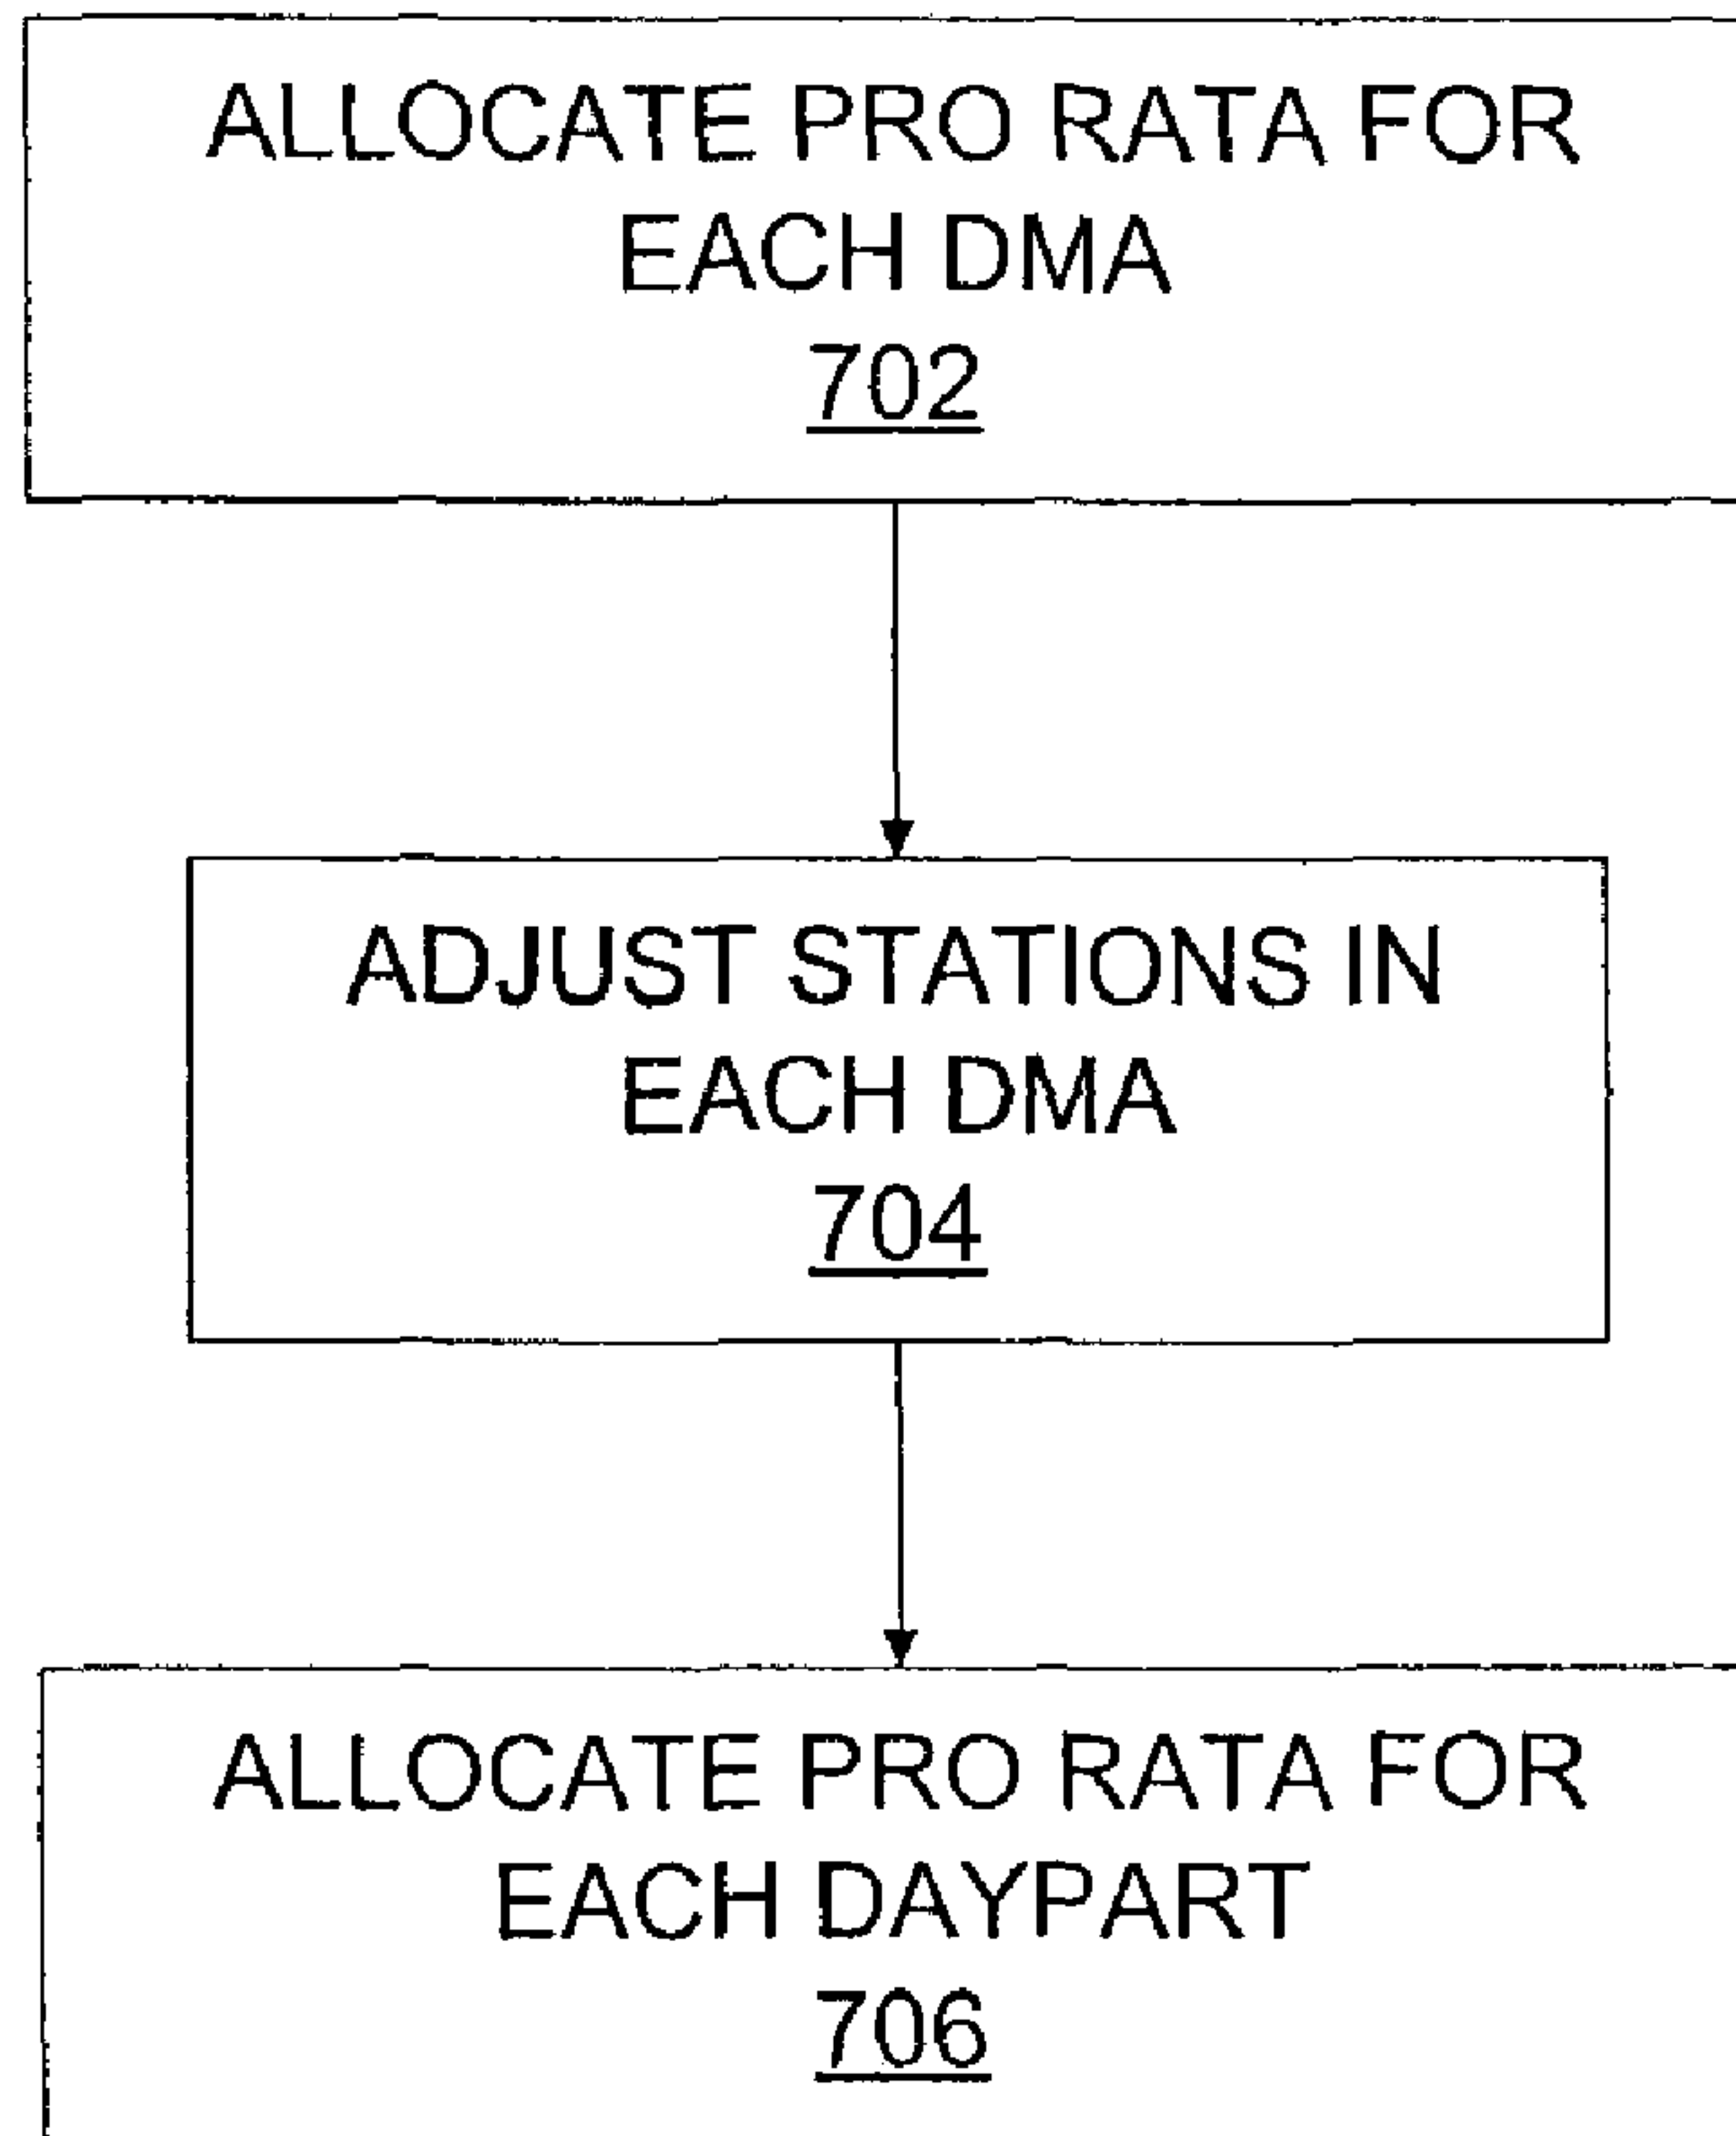 ALLOCATE PRO RATA FOR
EACH DMA
702
ADJUST STATIONS IN
EACH DMA
704
ALLOCATE PRO RATA FOR
EACH DAYPART
706